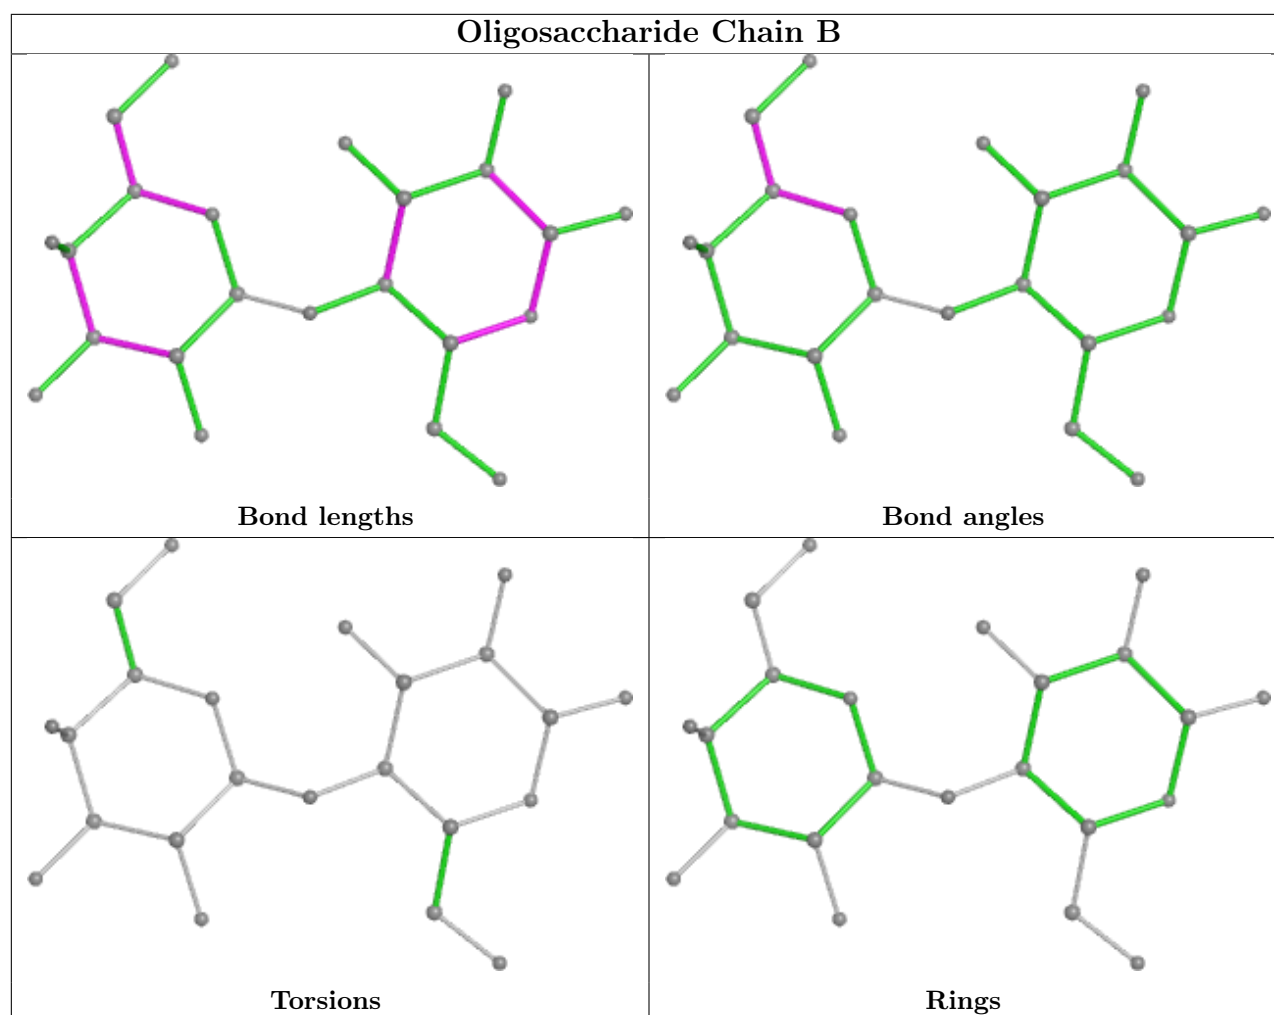 Oligosaccharide Chain B
Bond lengths
Bond angles
Torsions
Rings